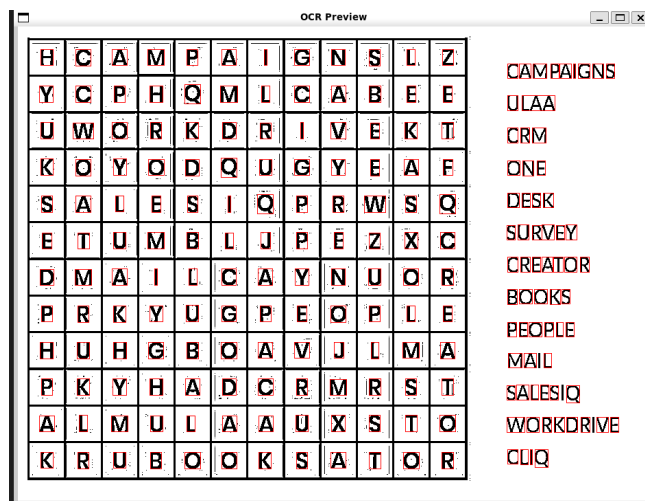 OCR Preview
H C A M P A I G N S L Z
Y C P H Q M L C A B E E
U W O R K D R I V E K T
K O Y O D Q U G Y E A F
S A L E S I Q P R W S Q
E T U M B L J P E Z X C
D M A I L C A Y N U O R
P R K Y U G P E O P L E
H U H G B O A V J L M A
P K Y H A D C R M R S T
A L M U L A A U X S T O
K R U B O O K S A T O R
CAMPAIGNS
ULAA
CRM
ONE
DESK
SURVEY
CREATOR
BOOKS
PEOPLE
MAIL
SALESIQ
WORKDRIVE
CLIQ